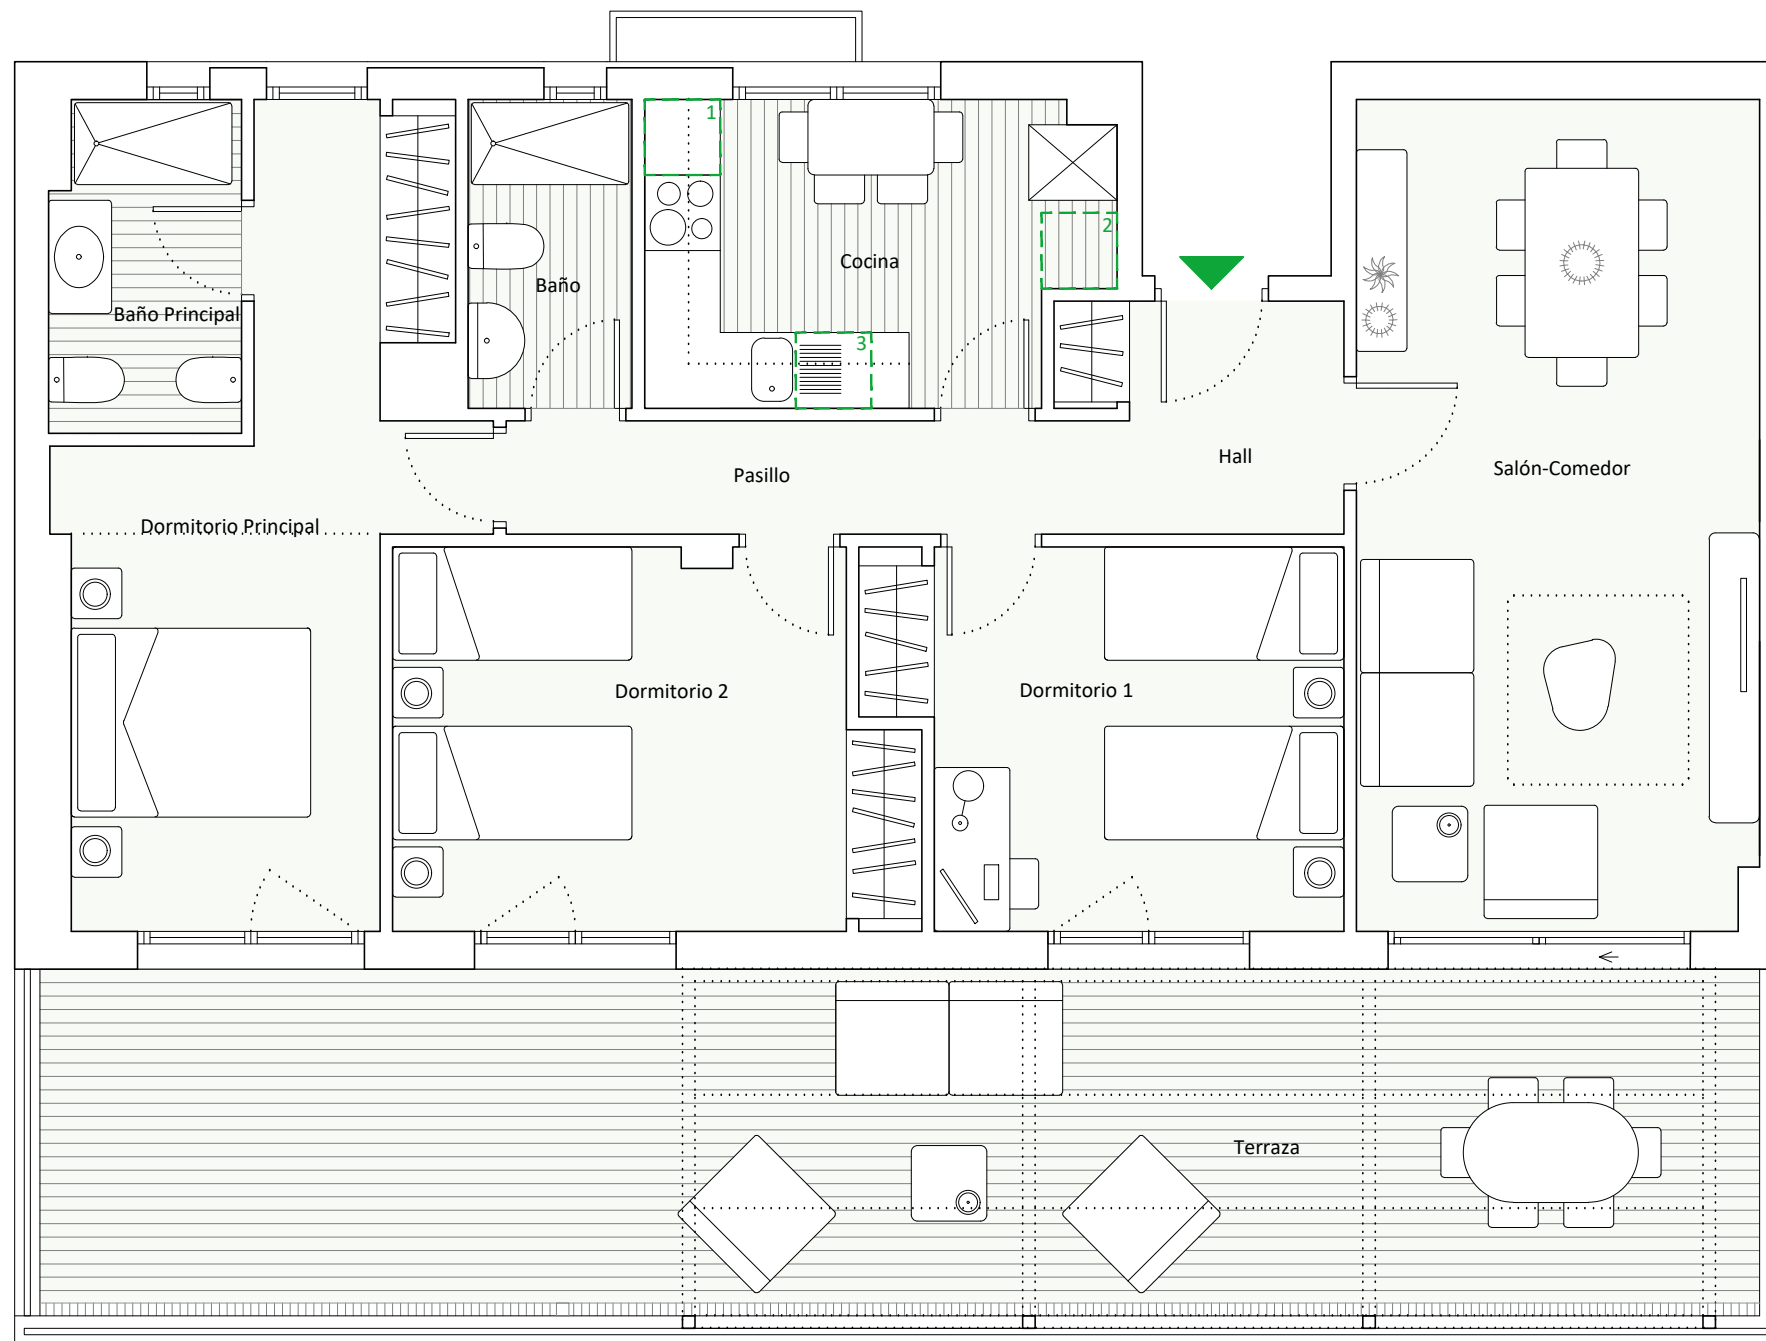 1
2
Cocina
Baño
Baño Principal
3
Hall
Salón-Comedor
Pasillo
Dormitorio Principal
Dormitorio 2
Dormitorio 1
Terraza